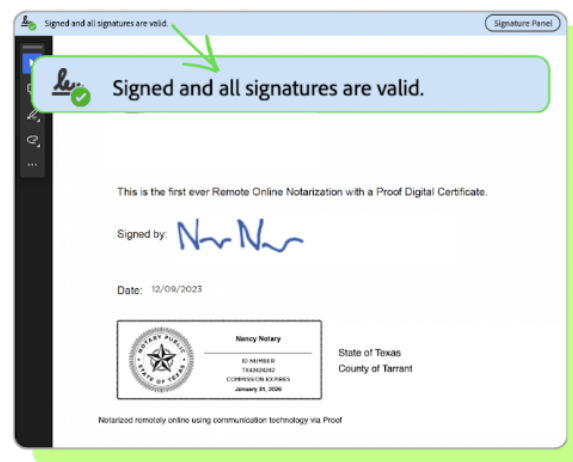 Signed and all signatures are valid.
Signature Panel
Signed and all signatures are valid.
This is the first ever Remote Online Notarization with a Proof Digital Certificate.
Signed by:
Date: 12/09/2023
NOTARY PUBLIC
STATE OF TEXAS
Nancy Notary
ID NUMBER
TX42424242
COMMISSION EXPIRES
January 31, 2026
State of Texas
County of Tarrant
Notarized remotely online using communication technology via Proof